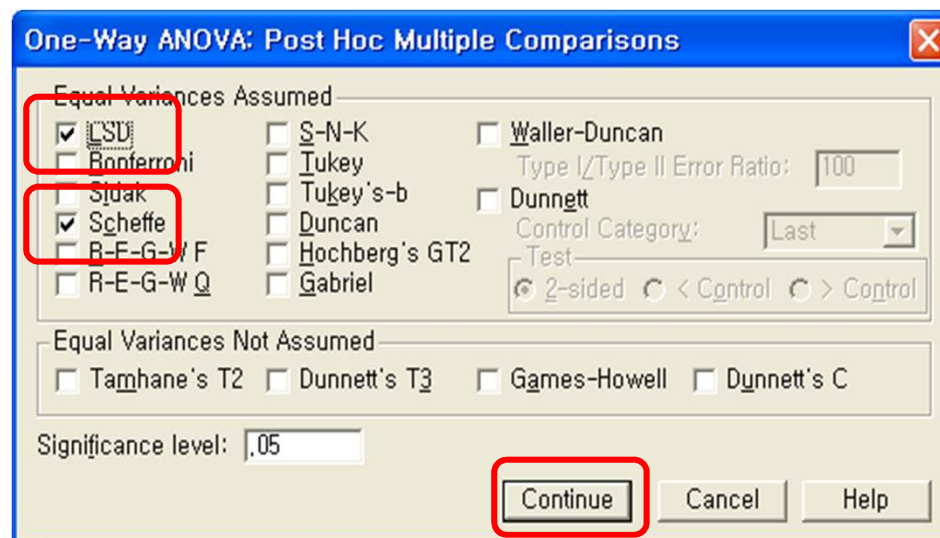 One-Way ANOVA: Post Hoc Multiple Comparisons
Equal Variances Assumed
LSD
Bonferroni
Sidak
Scheffe
R-E-G-W F
R-E-G-W Q
S-N-K
Tukey
Tukey's-b
Duncan
Hochberg's GT2
Gabriel
Waller-Duncan
Type I/Type II Error Ratio: 100
Dunnett
Control Category: Last
Test
2-sided < Control > Control
Equal Variances Not Assumed
Tamhane's T2 Dunnett's T3 Games-Howell Dunnett's C
Significance level: .05
Continue Cancel Help